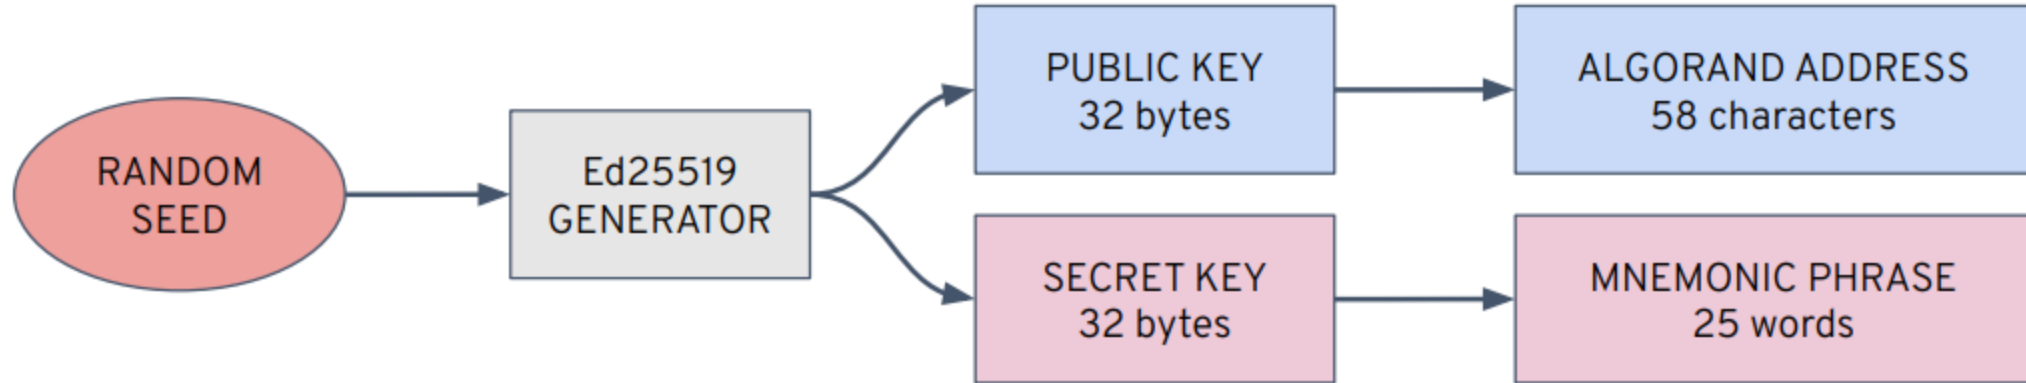 RANDOM
SEED
Ed25519
GENERATOR
PUBLIC KEY
32 bytes
ALGORAND ADDRESS
58 characters
SECRET KEY
32 bytes
MNEMONIC PHRASE
25 words